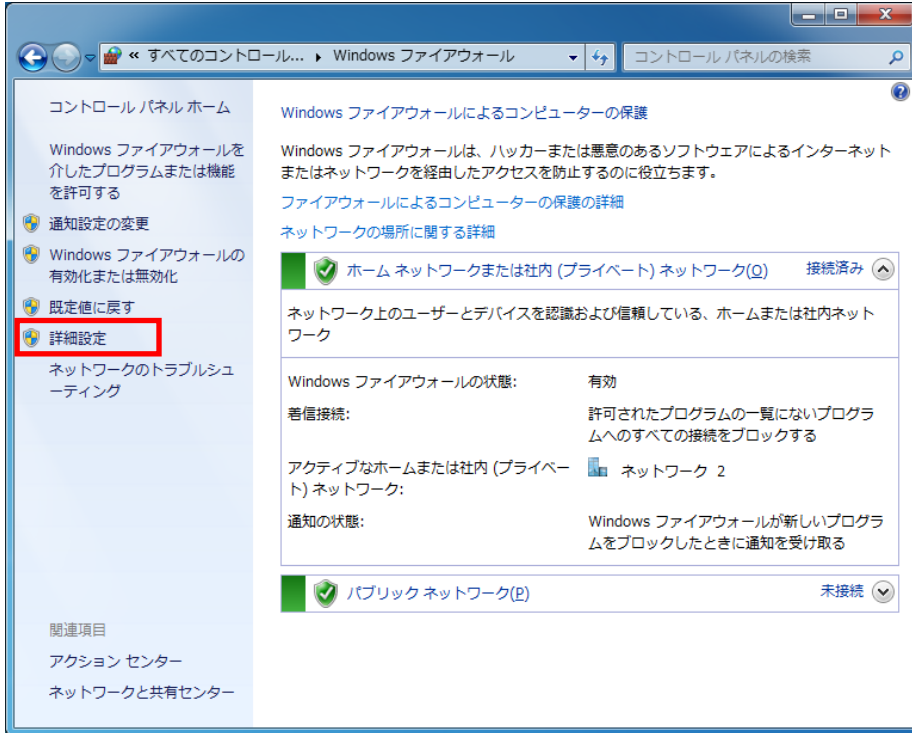 « すべてのコントロール... ▸ Windows ファイアウォール
コントロール パネルの検索
コントロール パネル ホーム
Windows ファイアウォールを
介したプログラムまたは機能
を許可する
通知設定の変更
Windows ファイアウォールの
有効化または無効化
既定値に戻す
詳細設定
ネットワークのトラブルシュ
ーティング
関連項目
アクション センター
ネットワークと共有センター
Windows ファイアウォールによるコンピューターの保護
Windows ファイアウォールは、ハッカーまたは悪意のあるソフトウェアによるインターネット
またはネットワークを経由したアクセスを防止するのに役立ちます。
ファイアウォールによるコンピューターの保護の詳細
ネットワークの場所に関する詳細
ホーム ネットワークまたは社内 (プライベート) ネットワーク(O) 接続済み
ネットワーク上のユーザーとデバイスを認識および信頼している、ホームまたは社内ネット
ワーク
Windows ファイアウォールの状態: 有効
着信接続: 許可されたプログラムの一覧にないプログラ
ムへのすべての接続をブロックする
アクティブなホームまたは社内 (プライベー
ト) ネットワーク:
ネットワーク 2
通知の状態: Windows ファイアウォールが新しいプログラ
ムをブロックしたときに通知を受け取る
パブリック ネットワーク(P) 未接続